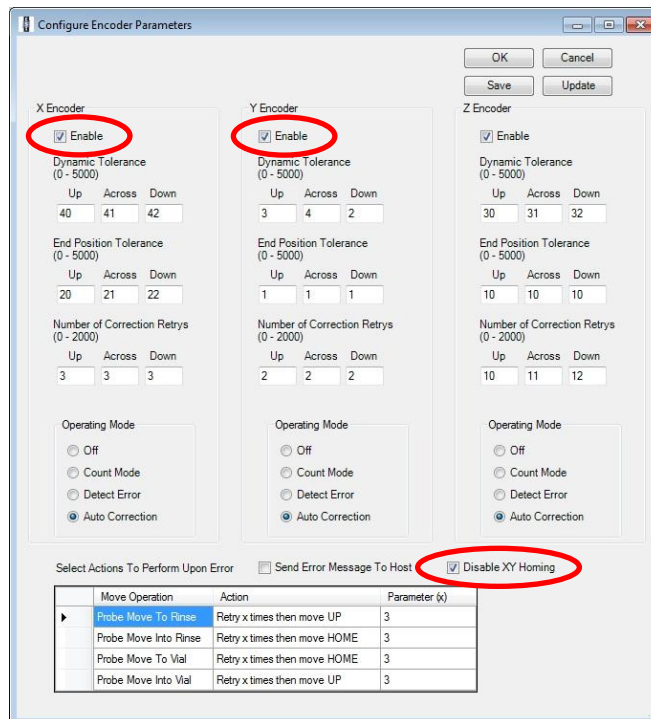 Configure Encoder Parameters
OK Cancel
Save Update
X Encoder Y Encoder Z Encoder
Enable Enable Enable
Dynamic Tolerance Dynamic Tolerance Dynamic Tolerance
(0 - 5000) (0 - 5000) (0 - 5000)
Up Across Down Up Across Down Up Across Down
40 41 42 3 4 2 30 31 32
End Position Tolerance End Position Tolerance End Position Tolerance
(0 - 5000) (0 - 5000) (0 - 5000)
Up Across Down Up Across Down Up Across Down
20 21 22 1 1 1 10 10 10
Number of Correction Retrys Number of Correction Retrys Number of Correction Retrys
(0 - 2000) (0 - 2000) (0 - 2000)
Up Across Down Up Across Down Up Across Down
3 3 3 2 2 2 10 11 12
Operating Mode Operating Mode Operating Mode
Off Off Off
Count Mode Count Mode Count Mode
Detect Error Detect Error Detect Error
Auto Correction Auto Correction Auto Correction
Select Actions To Perform Upon Error Send Error Message To Host Disable XY Homing
Move Operation Action Parameter (x)
Probe Move To Rinse Retry x times then move UP 3
Probe Move Into Rinse Retry x times then move HOME 3
Probe Move To Vial Retry x times then move HOME 3
Probe Move Into Vial Retry x times then move UP 3